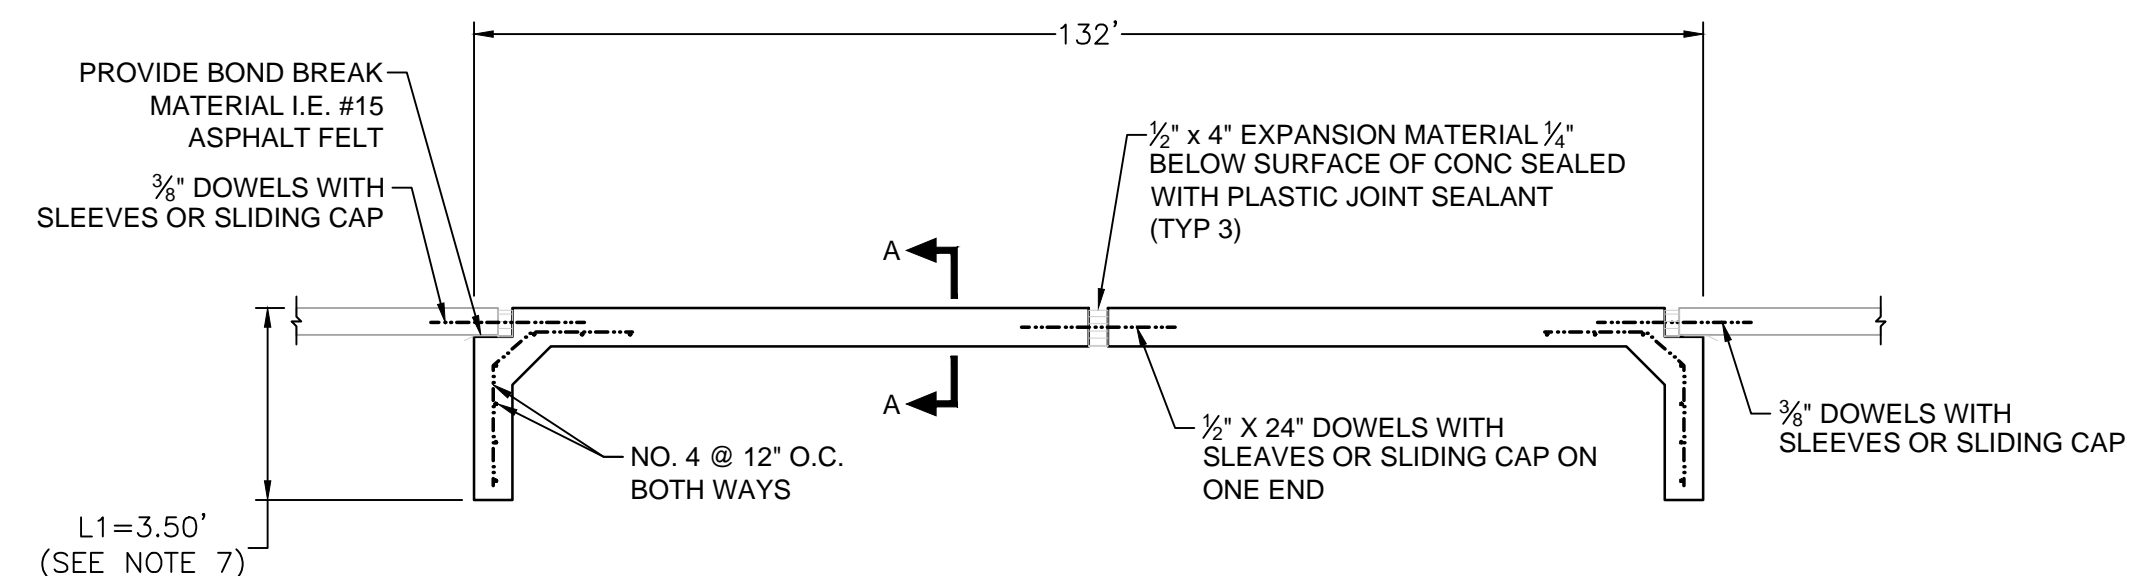 132'
PROVIDE BOND BREAK
MATERIAL I.E. #15
ASPHALT FELT
⅜" DOWELS WITH
SLEEVES OR SLIDING CAP
½" x 4" EXPANSION MATERIAL ¼"
BELOW SURFACE OF CONC SEALED
WITH PLASTIC JOINT SEALANT
(TYP 3)
A
A
NO. 4 @ 12" O.C.
BOTH WAYS
½" X 24" DOWELS WITH
SLEAVES OR SLIDING CAP ON
ONE END
⅜" DOWELS WITH
SLEEVES OR SLIDING CAP
L1=3.50'
(SEE NOTE 7)